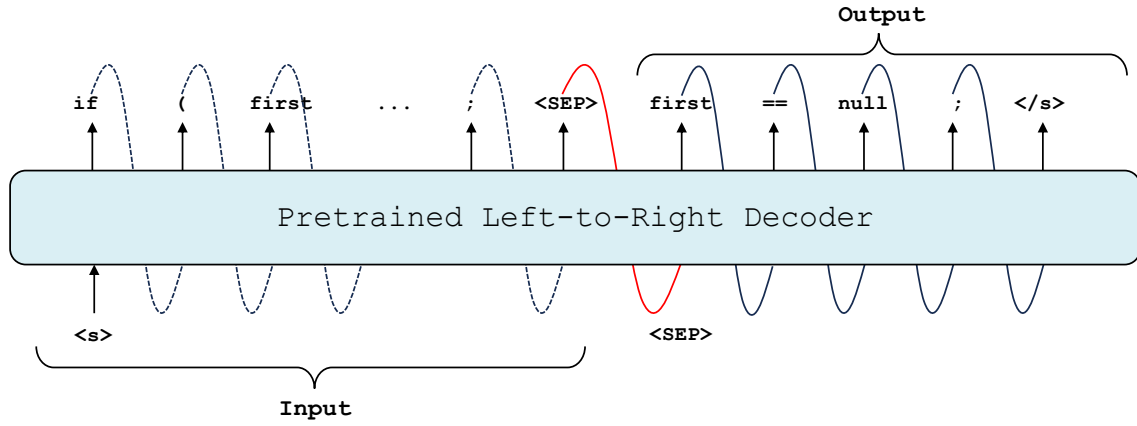 Output
if ( first ... ; <SEP> first == null ; </s>
Pretrained Left-to-Right Decoder
<s> <SEP>
Input